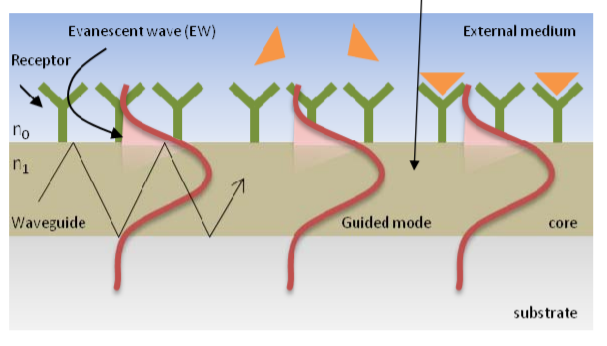 Evanescent wave (EW)
External medium
Receptor
n0
n1
Waveguide
Guided mode
core
substrate